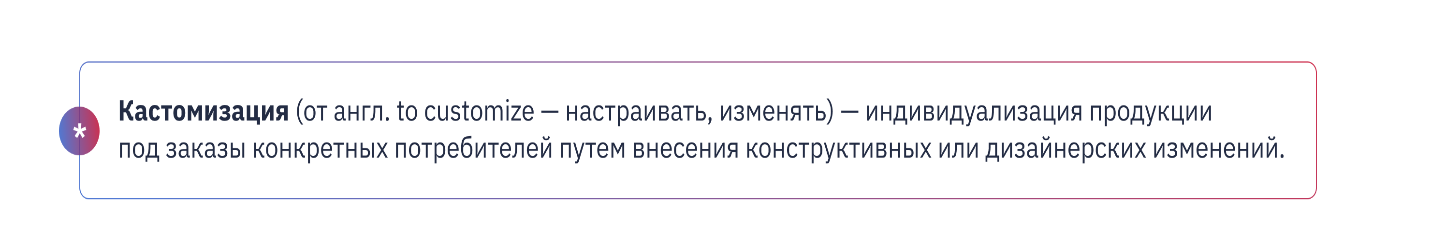 *
Кастомизация (от англ. to customize — настраивать, изменять) — индивидуализация продукции
под заказы конкретных потребителей путем внесения конструктивных или дизайнерских изменений.